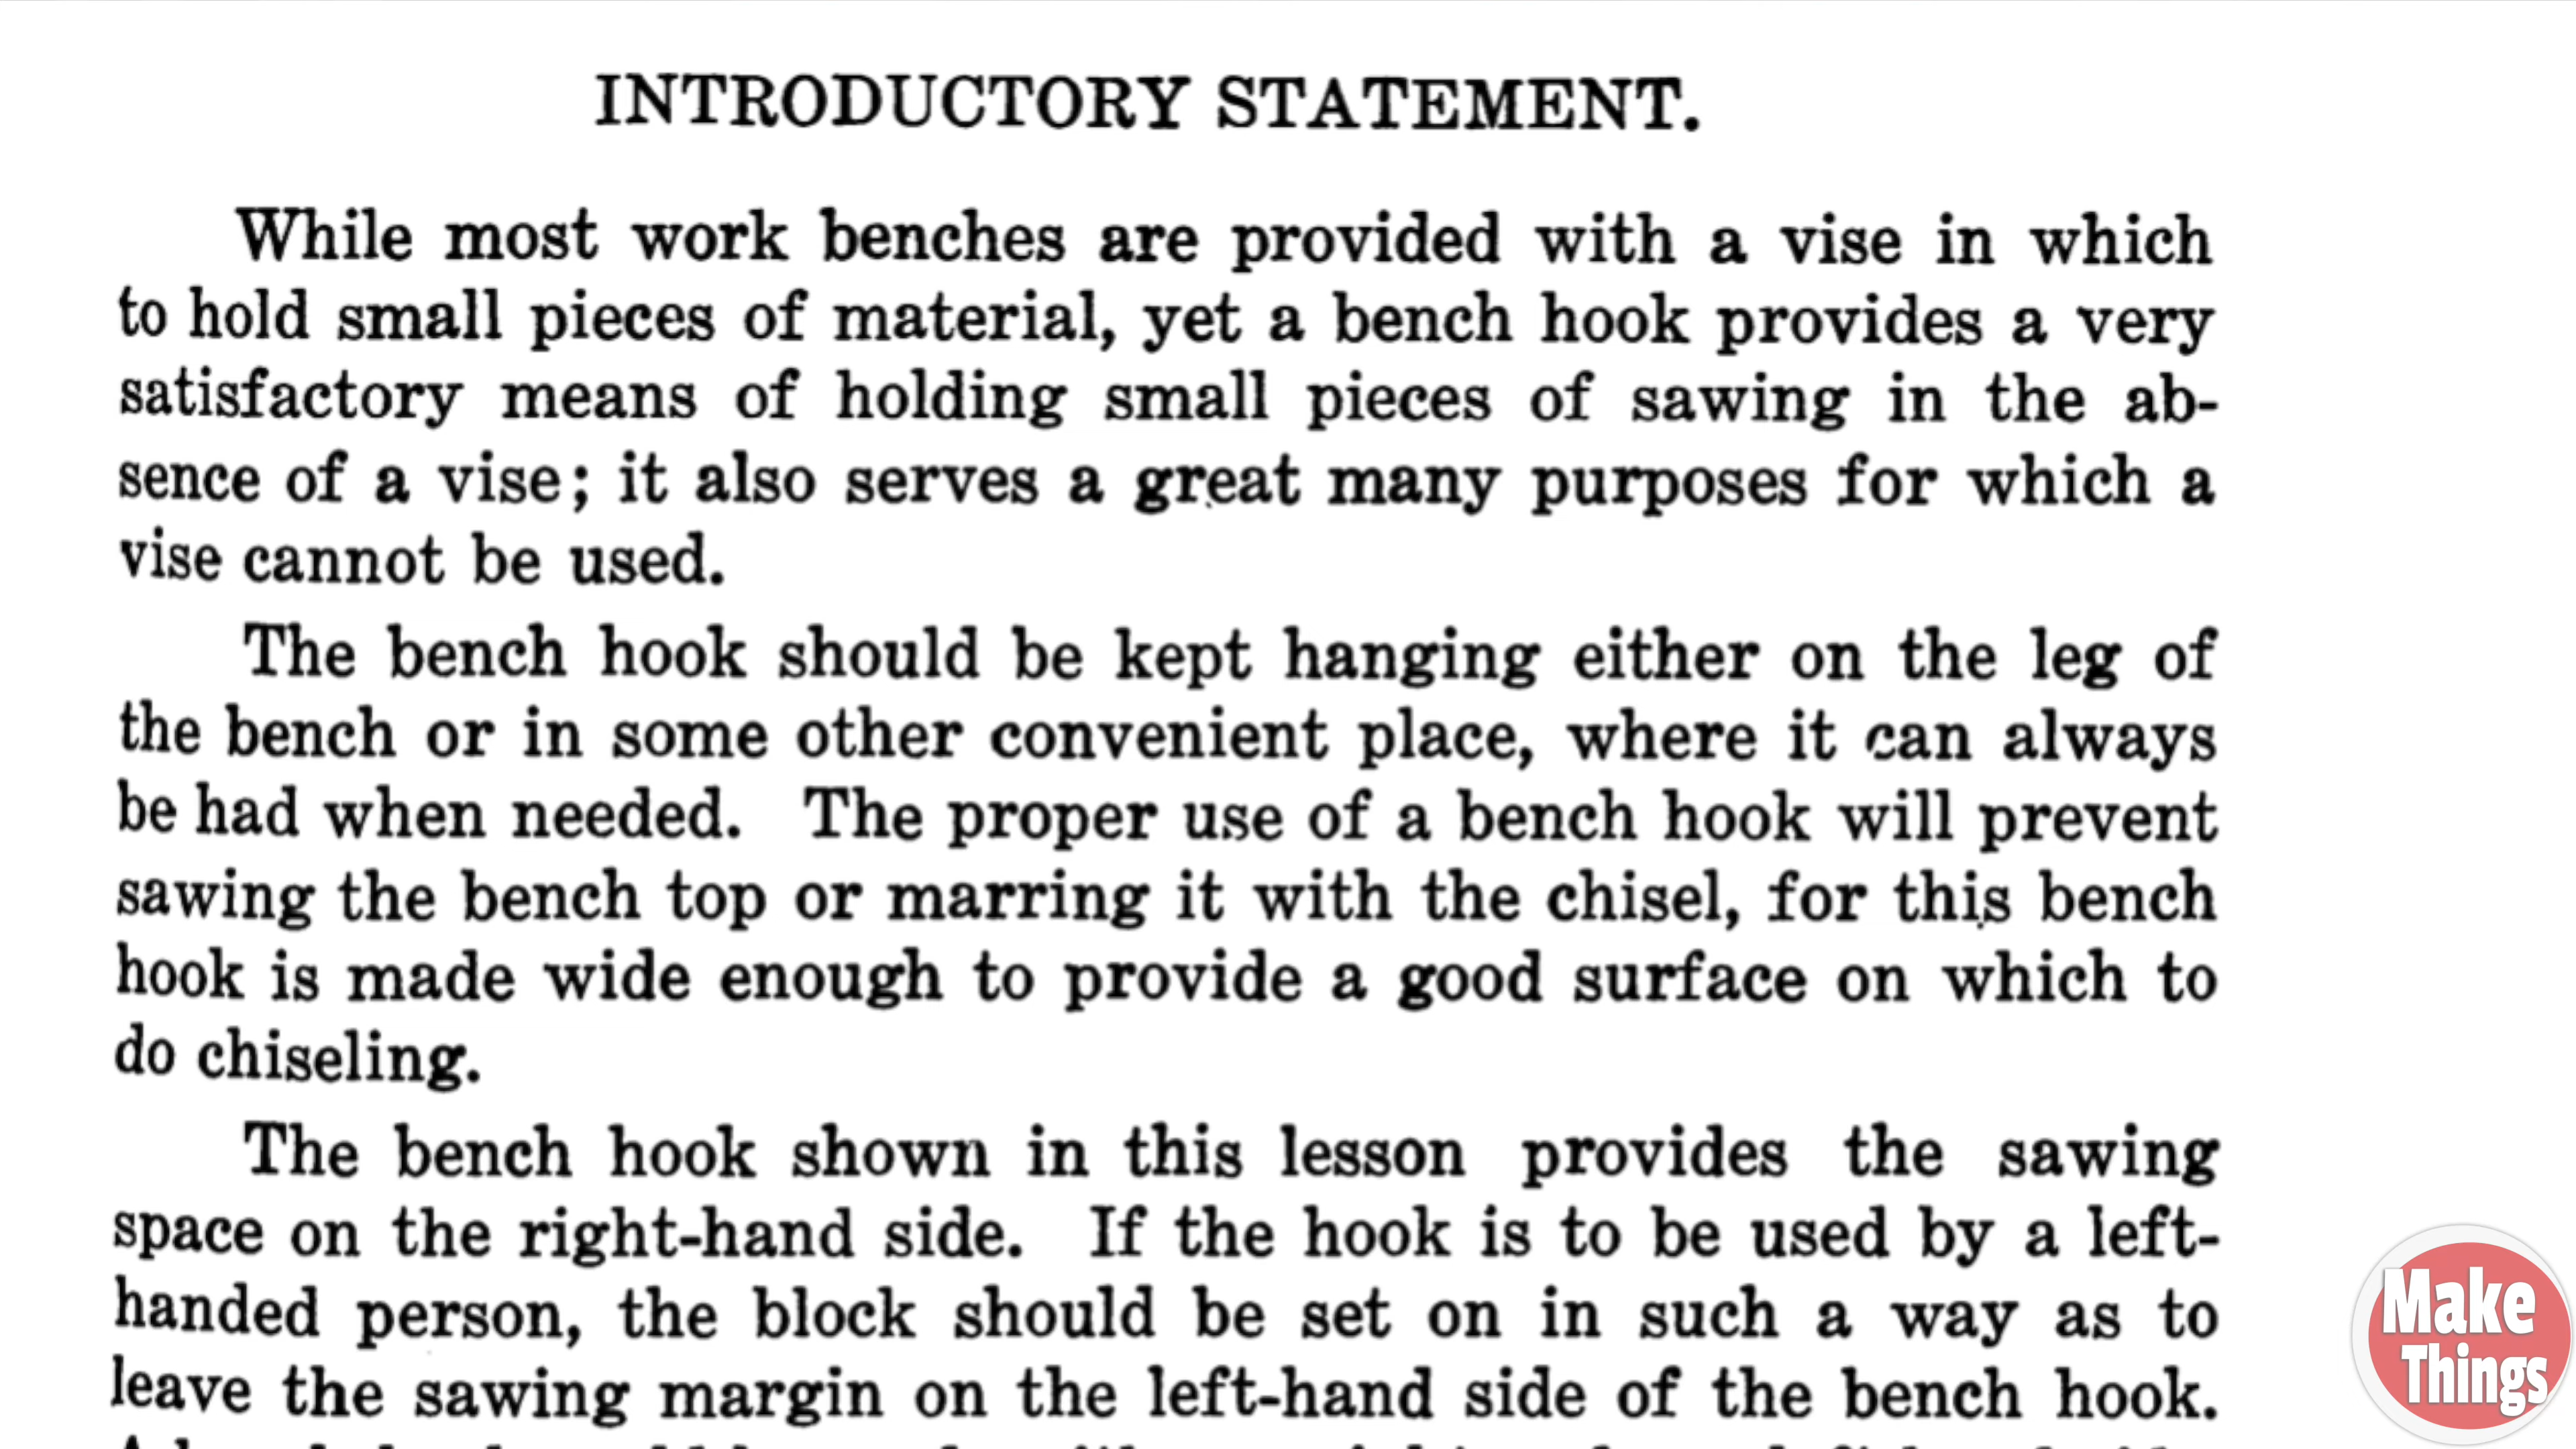 INTRODUCTORY STATEMENT.
While most work benches are provided with a vise in which
to hold small pieces of material, yet a bench hook provides a very
satisfactory means of holding small pieces of sawing in the ab-
sence of a vise; it also serves a great many purposes for which a
vise cannot be used.
The bench hook should be kept hanging either on the leg of
the bench or in some other convenient place, where it can always
be had when needed. The proper use of a bench hook will prevent
sawing the bench top or marring it with the chisel, for this bench
hook is made wide enough to provide a good surface on which to
do chiseling.
The bench hook shown in this lesson provides the sawing
space on the right-hand side. If the hook is to be used by a left-
handed person, the block should be set on in such a way as to
leave the sawing margin on the left-hand side of the bench hook.
Make
Things